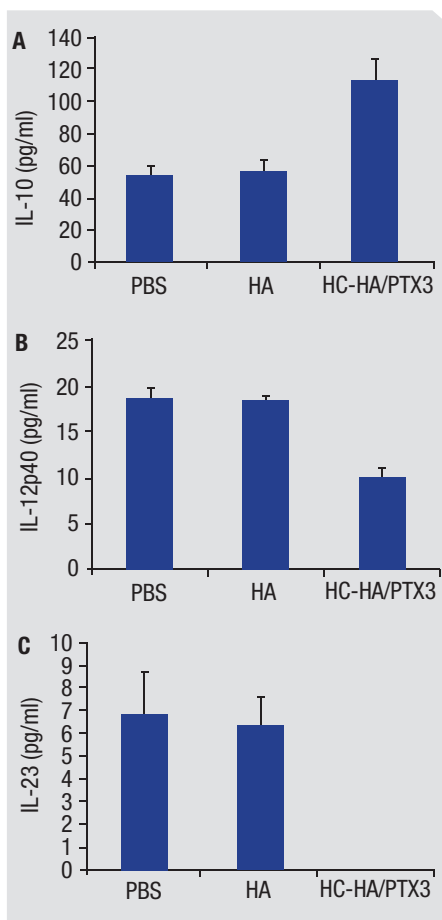 A
IL-10 (pg/ml)
140
120
100
80
60
40
20
0
PBS HA HC-HA/PTX3
B
IL-12p40 (pg/ml)
25
20
15
10
5
0
PBS HA HC-HA/PTX3
C
IL-23 (pg/ml)
10
9
8
7
6
5
4
3
2
1
0
PBS HA HC-HA/PTX3